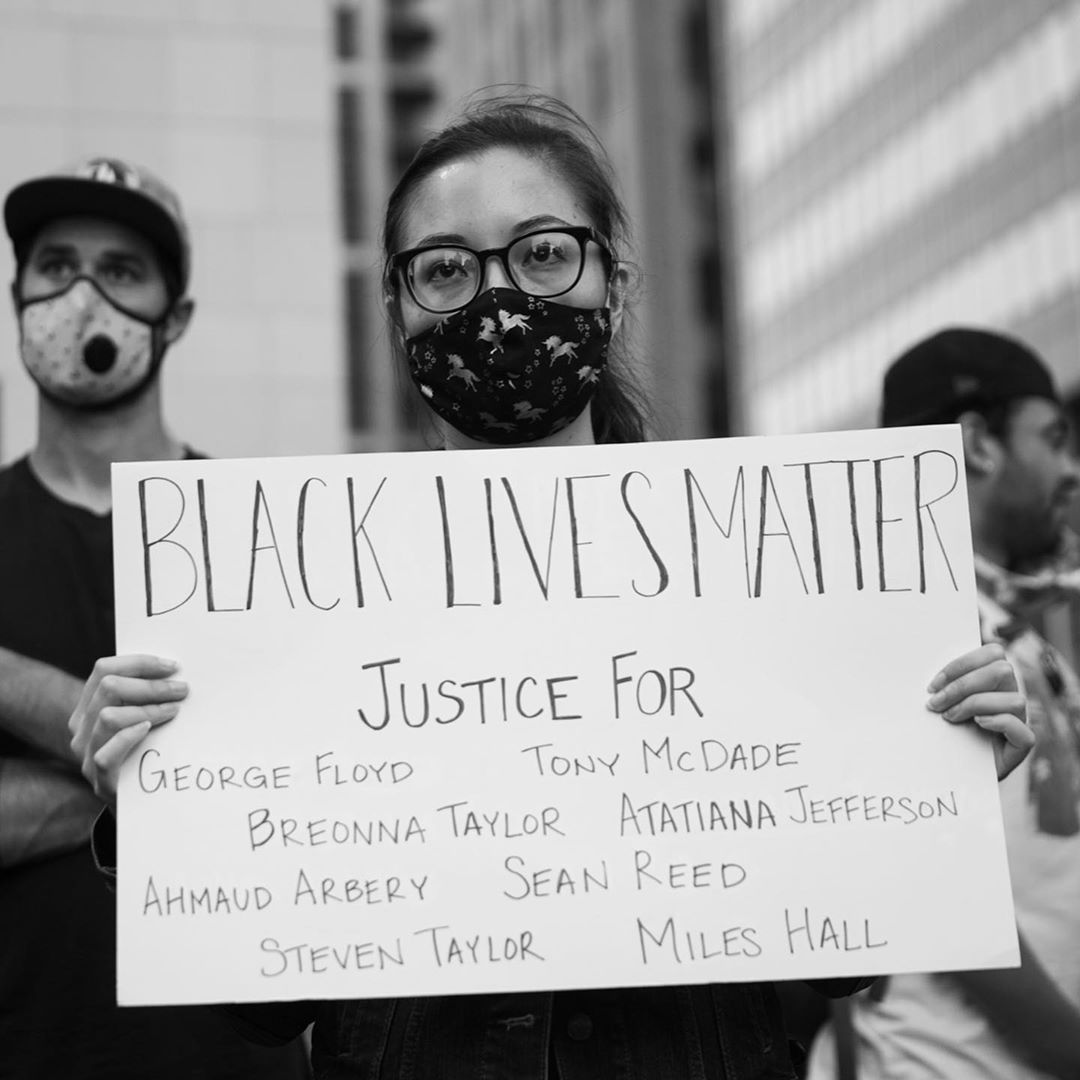 BLACK LIVES MATTER
JUSTICE FOR
GEORGE FLOYD TONY MCDADE
BREONNA TAYLOR ATATIANA JEFFERSON
AHMAUD ARBERY SEAN REED
STEVEN TAYLOR MILES HALL